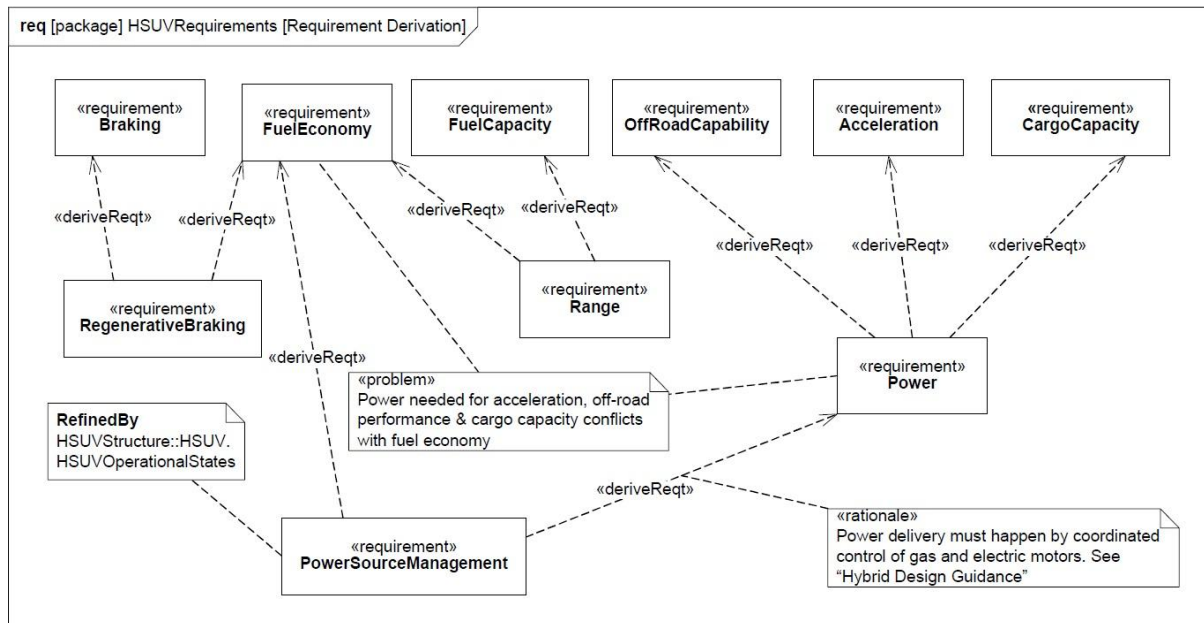 req [package] HSUVRequirements [Requirement Derivation]
«requirement»
Braking
«requirement»
FuelEconomy
«requirement»
FuelCapacity
«requirement»
OffRoadCapability
«requirement»
Acceleration
«requirement»
CargoCapacity
«deriveReqt»
«deriveReqt»
«deriveReqt»
«deriveReqt»
«deriveReqt»
«deriveReqt»
«deriveReqt»
«requirement»
RegenerativeBraking
«requirement»
Range
«deriveReqt»
«requirement»
Power
«problem»
Power needed for acceleration, off-road
performance & cargo capacity conflicts
with fuel economy
RefinedBy
HSUVStructure::HSUV.
HSUVOperationalStates
«deriveReqt»
«requirement»
PowerSourceManagement
«rationale»
Power delivery must happen by coordinated
control of gas and electric motors. See
“Hybrid Design Guidance”